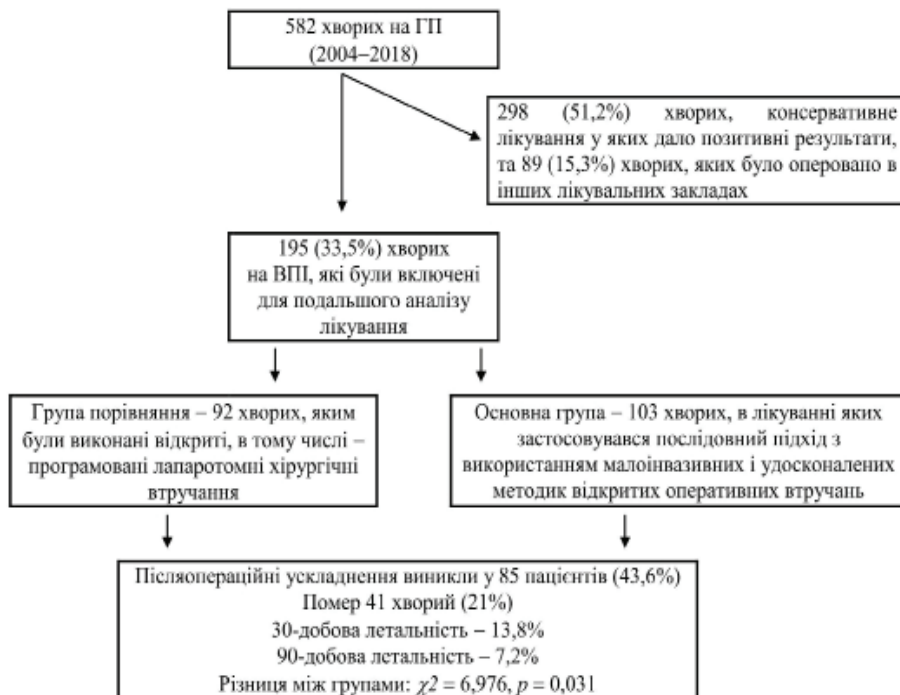 582 хворих на ГП
(2004–2018)
298 (51,2%) хворих, консервативне
лікування у яких дало позитивні результати,
та 89 (15,3%) хворих, яких було оперовано в
інших лікувальних закладах
195 (33,5%) хворих
на ВПІ, які були включені
для подальшого аналізу
лікування
Група порівняння – 92 хворих, яким
були виконані відкриті, в тому числі –
програмовані лапаротомні хірургічні
втручання
Основна група – 103 хворих, в лікуванні яких
застосовувався послідовний підхід з
використанням малоінвазивних і удосконалених
методик відкритих оперативних втручань
Післяопераційні ускладнення виникли у 85 пацієнтів (43,6%)
Помер 41 хворий (21%)
30-добова летальність – 13,8%
90-добова летальність – 7,2%
Різниця між групами: χ2 = 6,976, p = 0,031